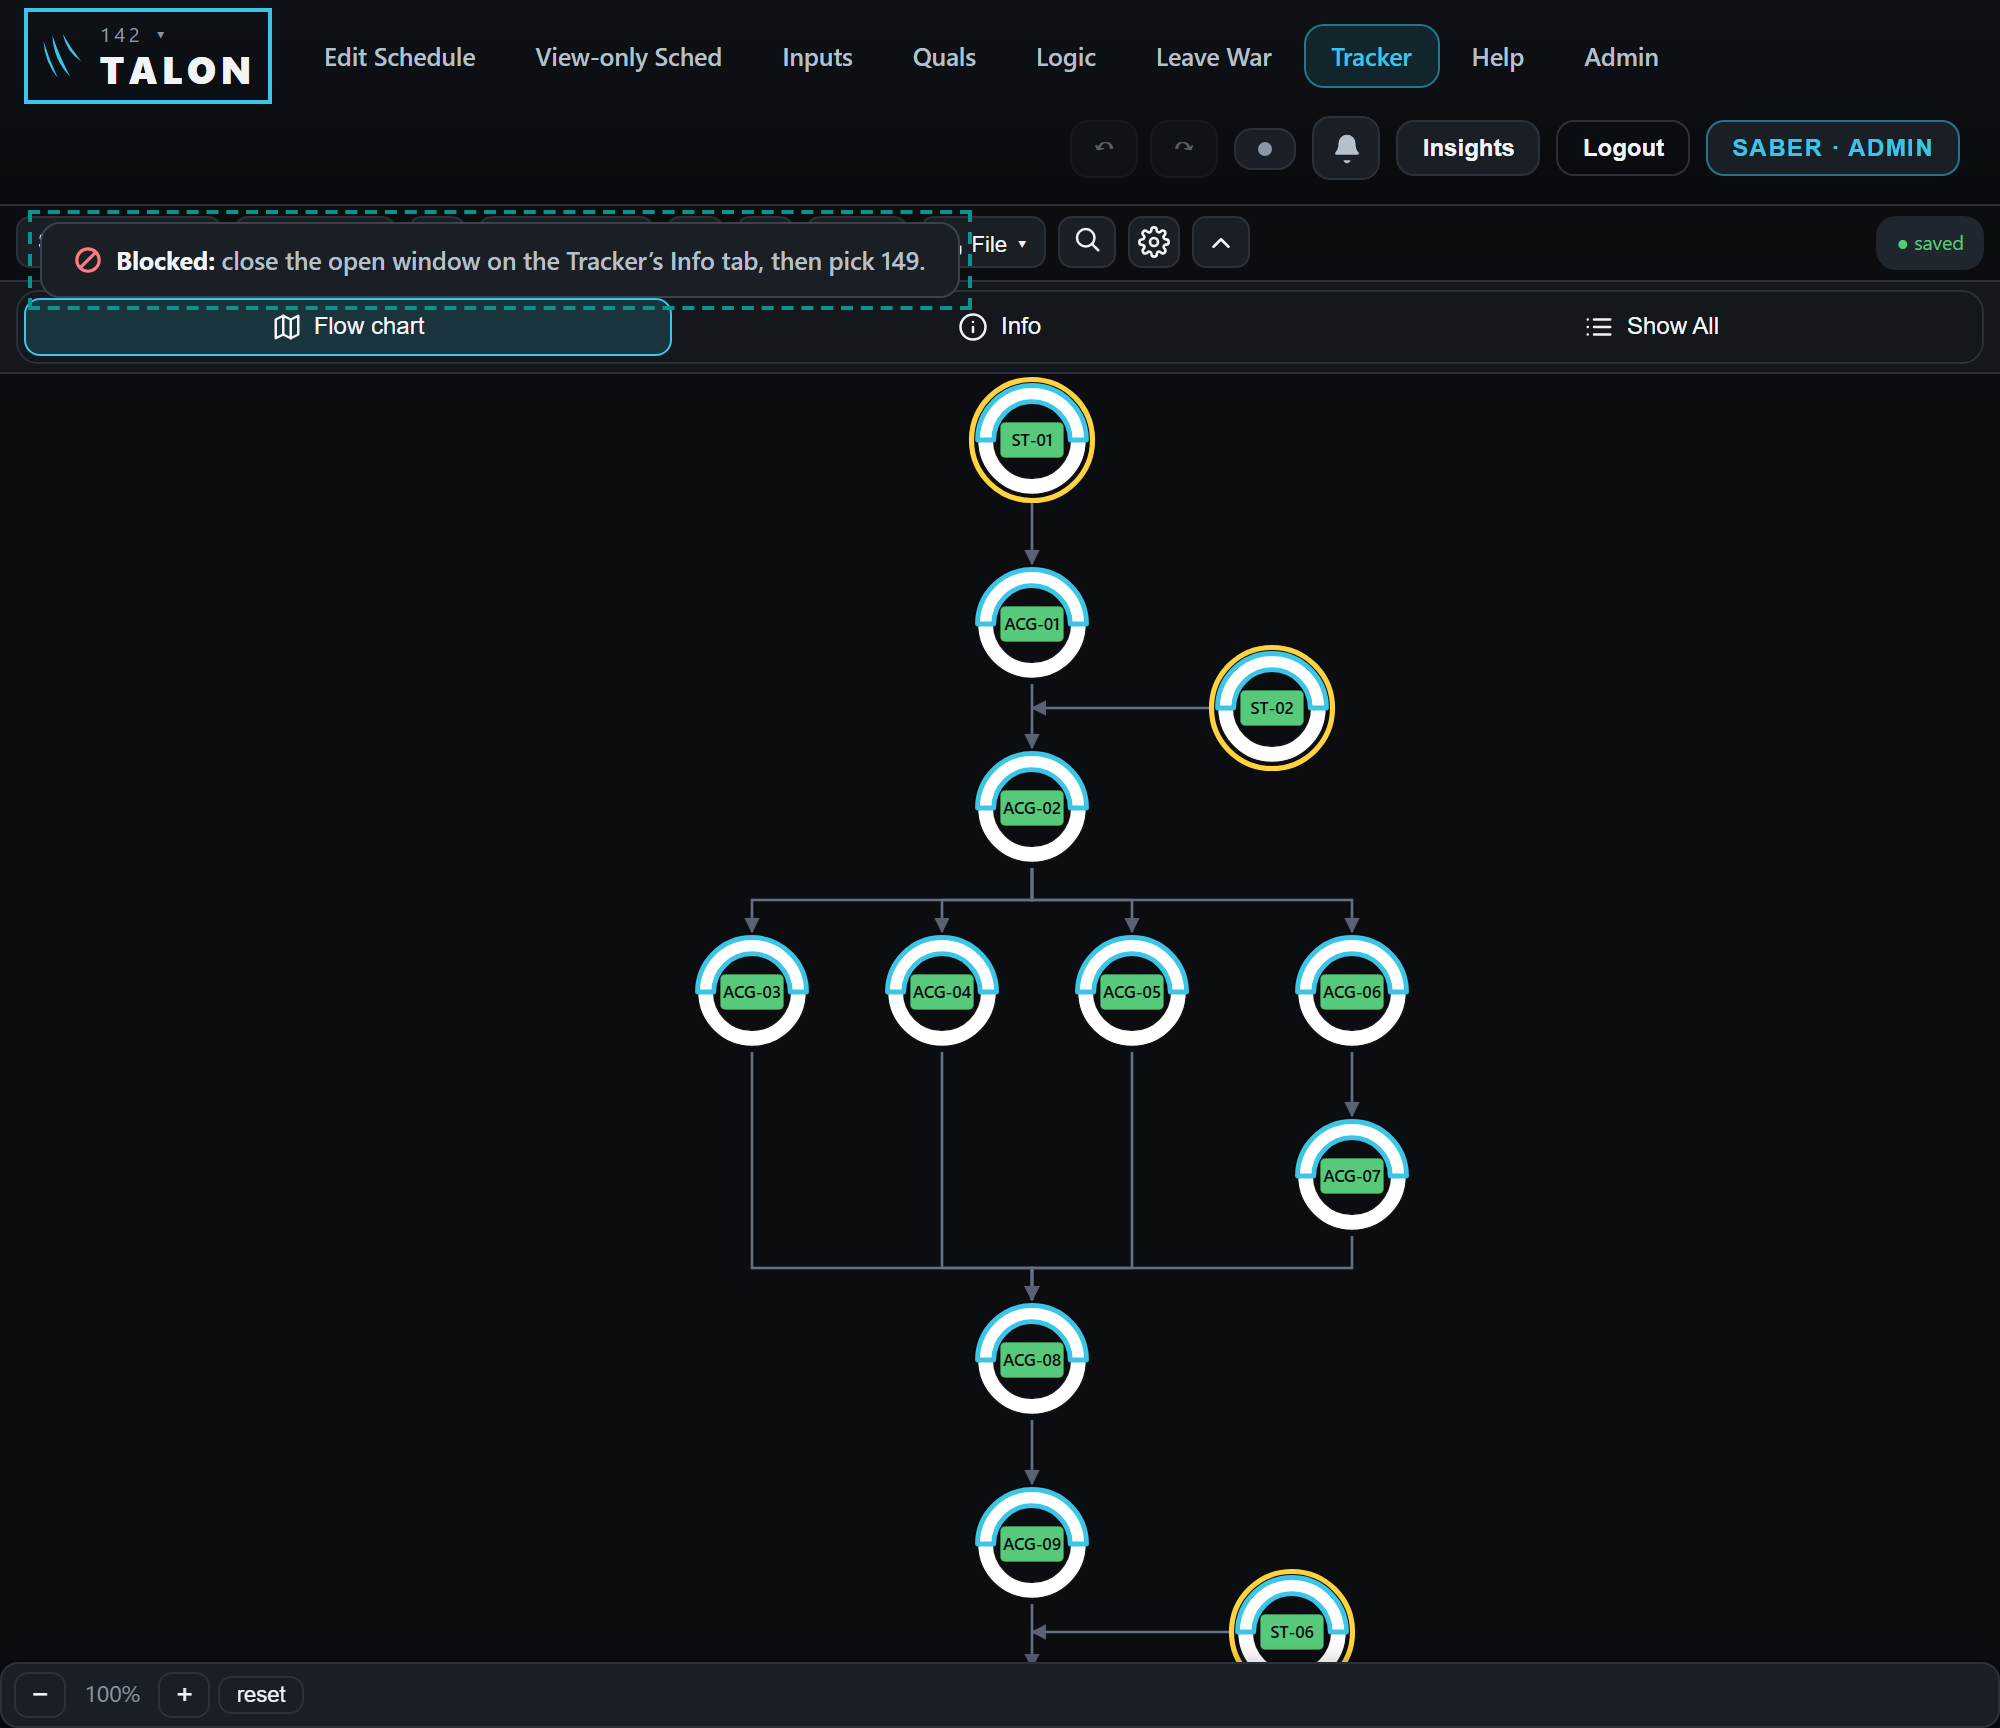 142 ▾
TALON
Edit Schedule
View-only Sched
Inputs
Quals
Logic
Leave War
Tracker
Help
Admin
Insights
Logout
SABER · ADMIN
Blocked: close the open window on the Tracker’s Info tab, then pick 149.
File ▾
● saved
Flow chart
Info
Show All
ST-01
ACG-01
ST-02
ACG-02
ACG-03
ACG-04
ACG-05
ACG-06
ACG-07
ACG-08
ACG-09
ST-06
− 100% + reset